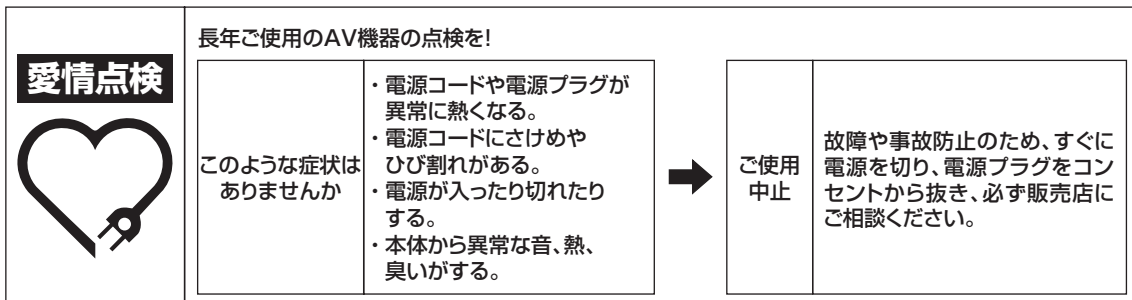 愛情点検
長年ご使用のAV機器の点検を!
このような症状は
ありませんか
・電源コードや電源プラグが
異常に熱くなる。
・電源コードにさけめや
ひび割れがある。
・電源が入ったり切れたり
する。
・本体から異常な音、熱、
臭いがする。
ご使用
中止
故障や事故防止のため、すぐに
電源を切り、電源プラグをコン
セントから抜き、必ず販売店に
ご相談ください。